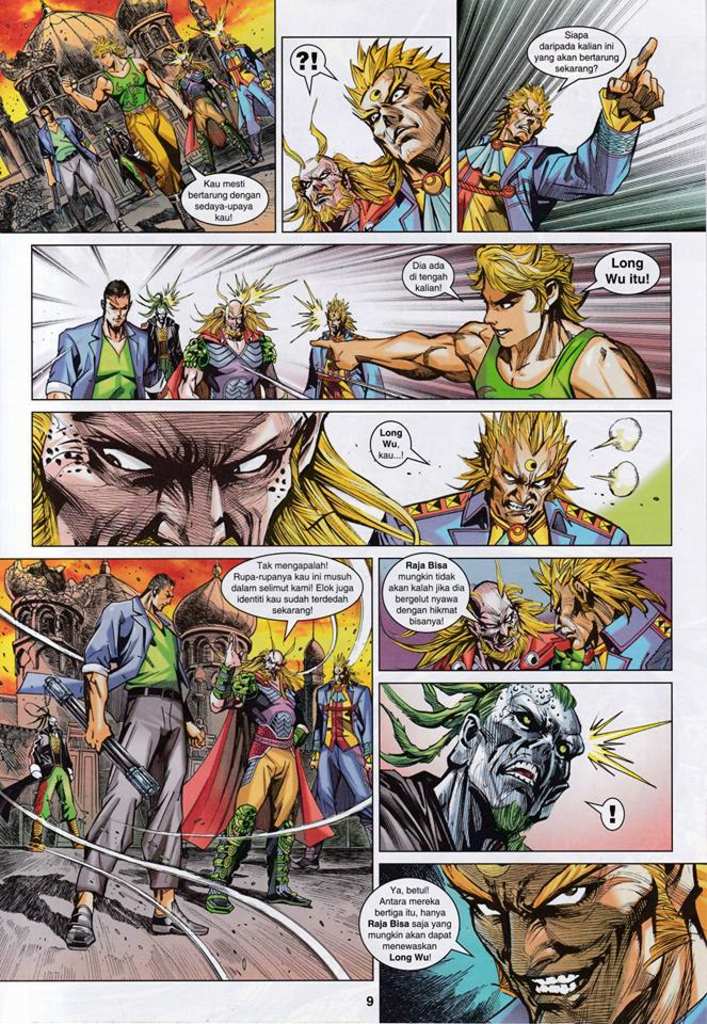 Kau mesti
bertarung dengan
sedaya-upaya
kau!
?!
Siapa
daripada kalian ini
yang akan bertarung
sekarang?
Dia ada
di tengah
kalian!
Long
Wu itu!
Long
Wu,
kau...!
Tak mengapalah!
Rupa-rupanya kau ini musuh
dalam selimut kami! Elok juga
identiti kau sudah terdedah
sekarang!
Raja Bisa
mungkin tidak
akan kalah jika dia
bergelut nyawa
dengan hikmat
bisanya!
!
Ya, betul!
Antara mereka
bertiga itu, hanya
Raja Bisa saja yang
mungkin akan dapat
menewaskan
Long Wu!
9